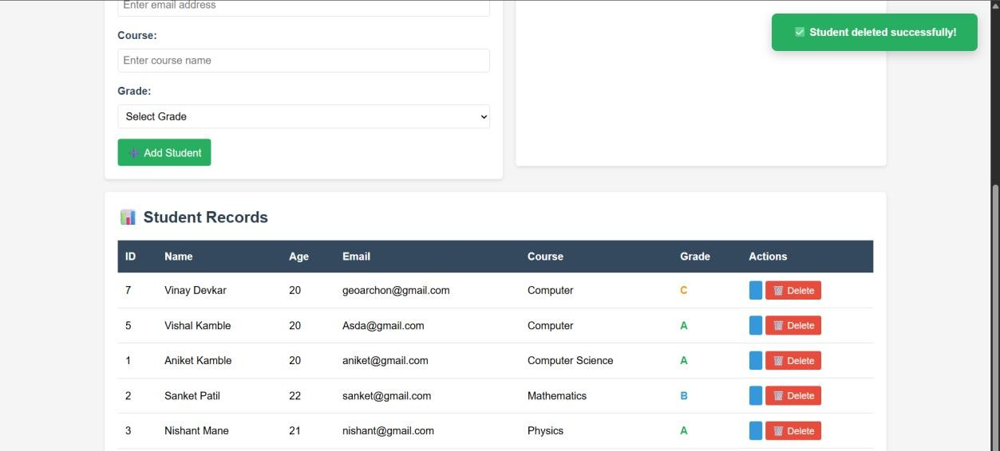 Enter email address
✅ Student deleted successfully!
Course:
Enter course name
Grade:
Select Grade
➕ Add Student
📊 Student Records
ID Name Age Email Course Grade Actions
7 Vinay Devkar 20 geoarchon@gmail.com Computer C 🗑️ Delete
5 Vishal Kamble 20 Asda@gmail.com Computer A 🗑️ Delete
1 Aniket Kamble 20 aniket@gmail.com Computer Science A 🗑️ Delete
2 Sanket Patil 22 sanket@gmail.com Mathematics B 🗑️ Delete
3 Nishant Mane 21 nishant@gmail.com Physics A 🗑️ Delete